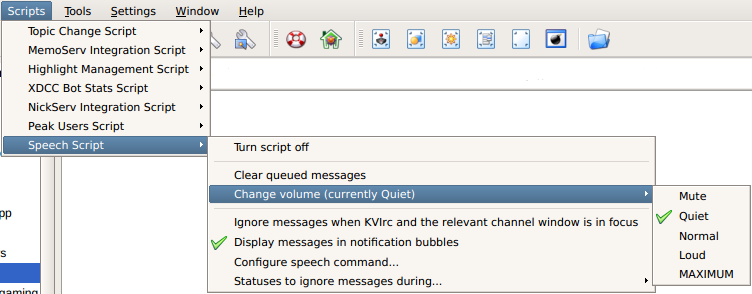 Scripts Tools Settings Window Help
Topic Change Script
MemoServ Integration Script
Highlight Management Script
XDCC Bot Stats Script
NickServ Integration Script
Peak Users Script
Speech Script
Turn script off
Clear queued messages
Change volume (currently Quiet)
Ignore messages when KVIrc and the relevant channel window is in focus
Display messages in notification bubbles
Configure speech command...
Statuses to ignore messages during...
Mute
Quiet
Normal
Loud
MAXIMUM
pp
s
gaming